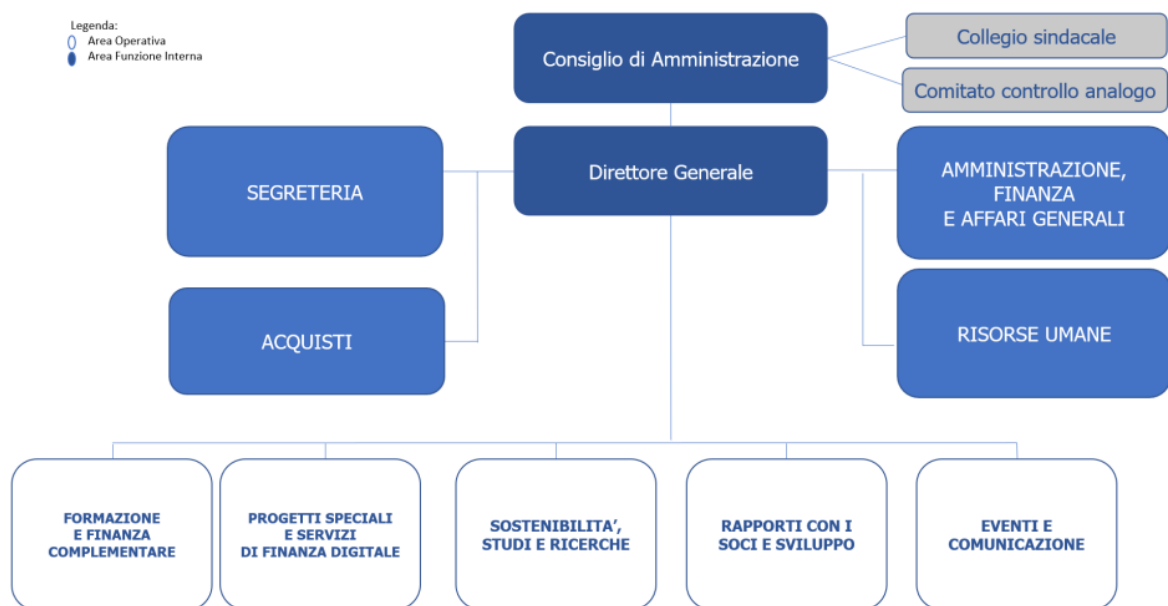 Legenda:
Area Operativa
Area Funzione Interna
Consiglio di Amministrazione
Collegio sindacale
Comitato controllo analogo
SEGRETERIA
Direttore Generale
AMMINISTRAZIONE,
FINANZA
E AFFARI GENERALI
ACQUISTI
RISORSE UMANE
FORMAZIONE
E FINANZA
COMPLEMENTARE
PROGETTI SPECIALI
E SERVIZI
DI FINANZA DIGITALE
SOSTENIBILITA’,
STUDI E RICERCHE
RAPPORTI CON I
SOCI E SVILUPPO
EVENTI E
COMUNICAZIONE